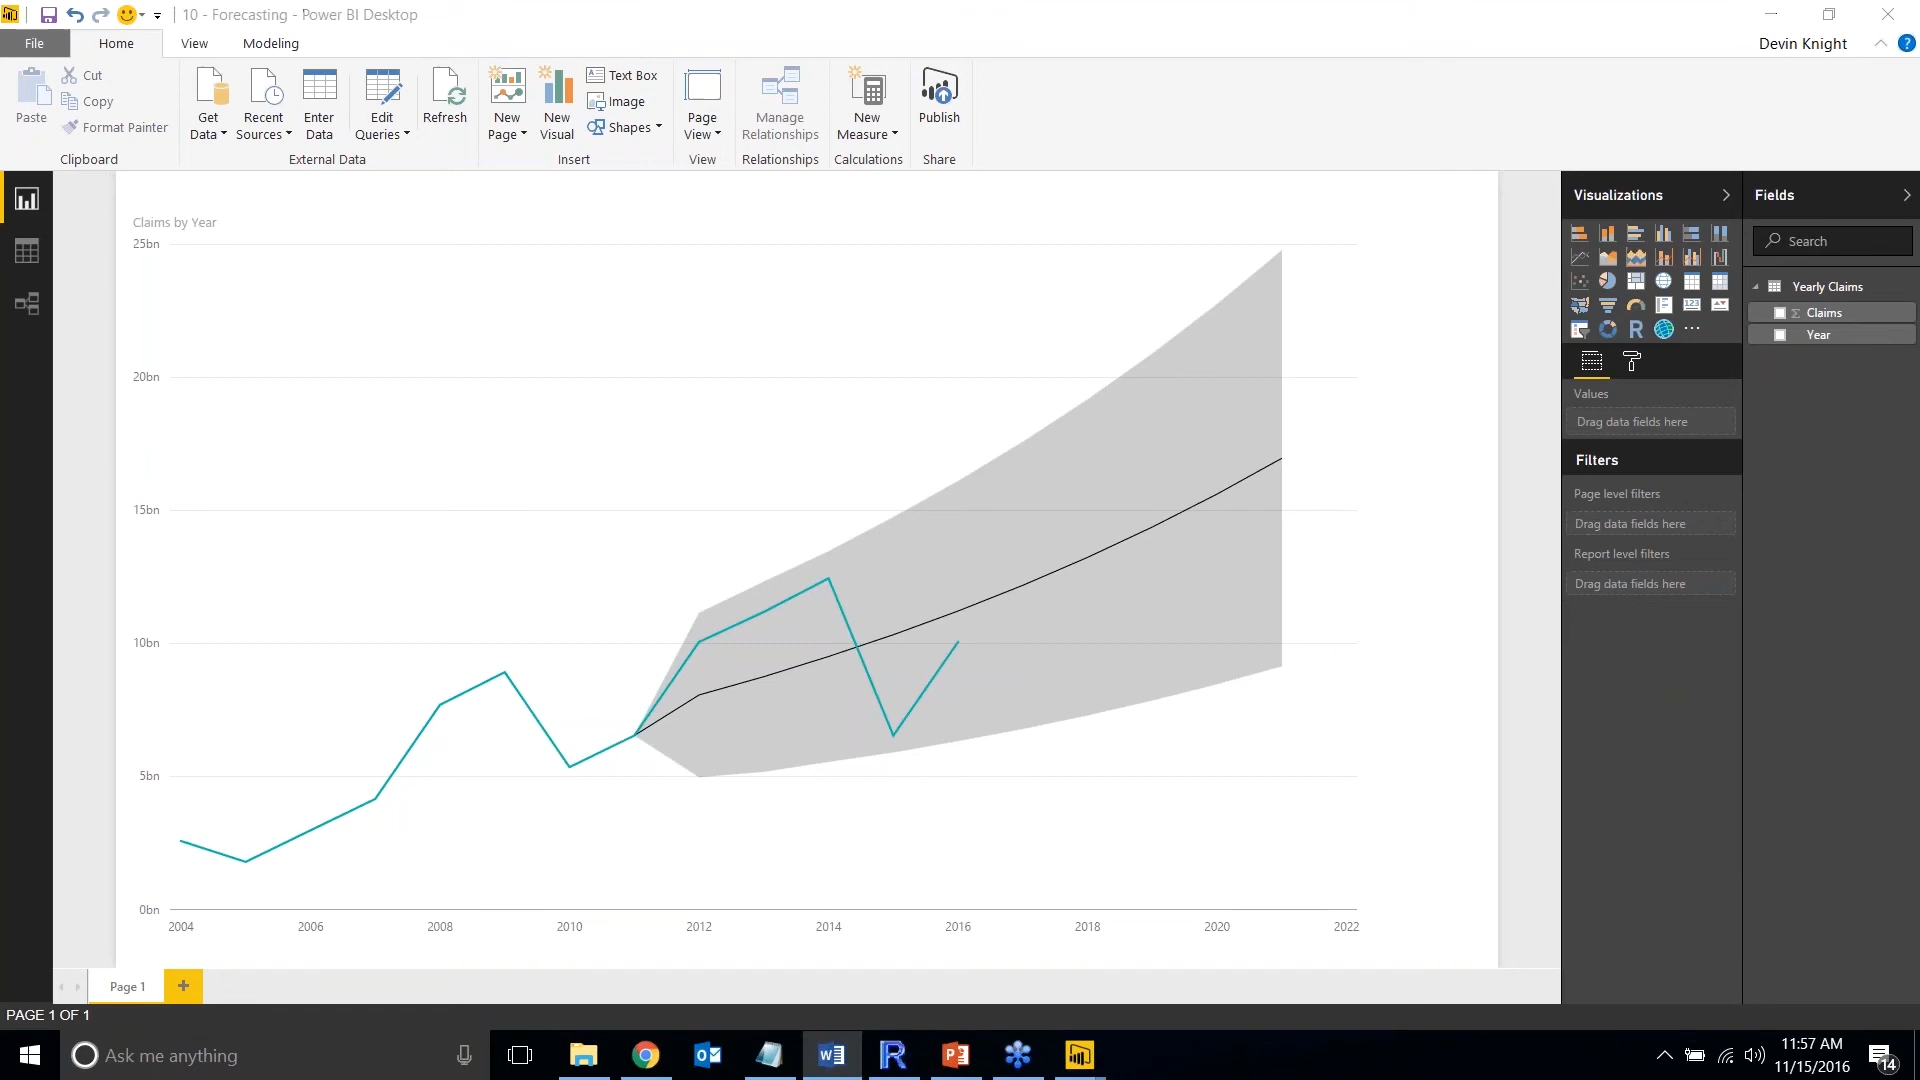 10 - Forecasting - Power BI Desktop
File Home View Modeling Devin Knight ?
Paste
Cut
Copy
Format Painter
Clipboard
Get Data
Recent Sources
Enter Data
Edit Queries
Refresh
External Data
New Page
New Visual
Text Box
Image
Shapes
Insert
Page View
View
Manage Relationships
Relationships
New Measure
Calculations
Publish
Share
Claims by Year
25bn
20bn
15bn
10bn
5bn
0bn
2004 2006 2008 2010 2012 2014 2016 2018 2020 2022
Visualizations
123
R
Values
Drag data fields here
Filters
Page level filters
Drag data fields here
Report level filters
Drag data fields here
Fields
Search
Yearly Claims
Σ Claims
Year
Page 1 +
PAGE 1 OF 1
Ask me anything
11:57 AM
11/15/2016
14